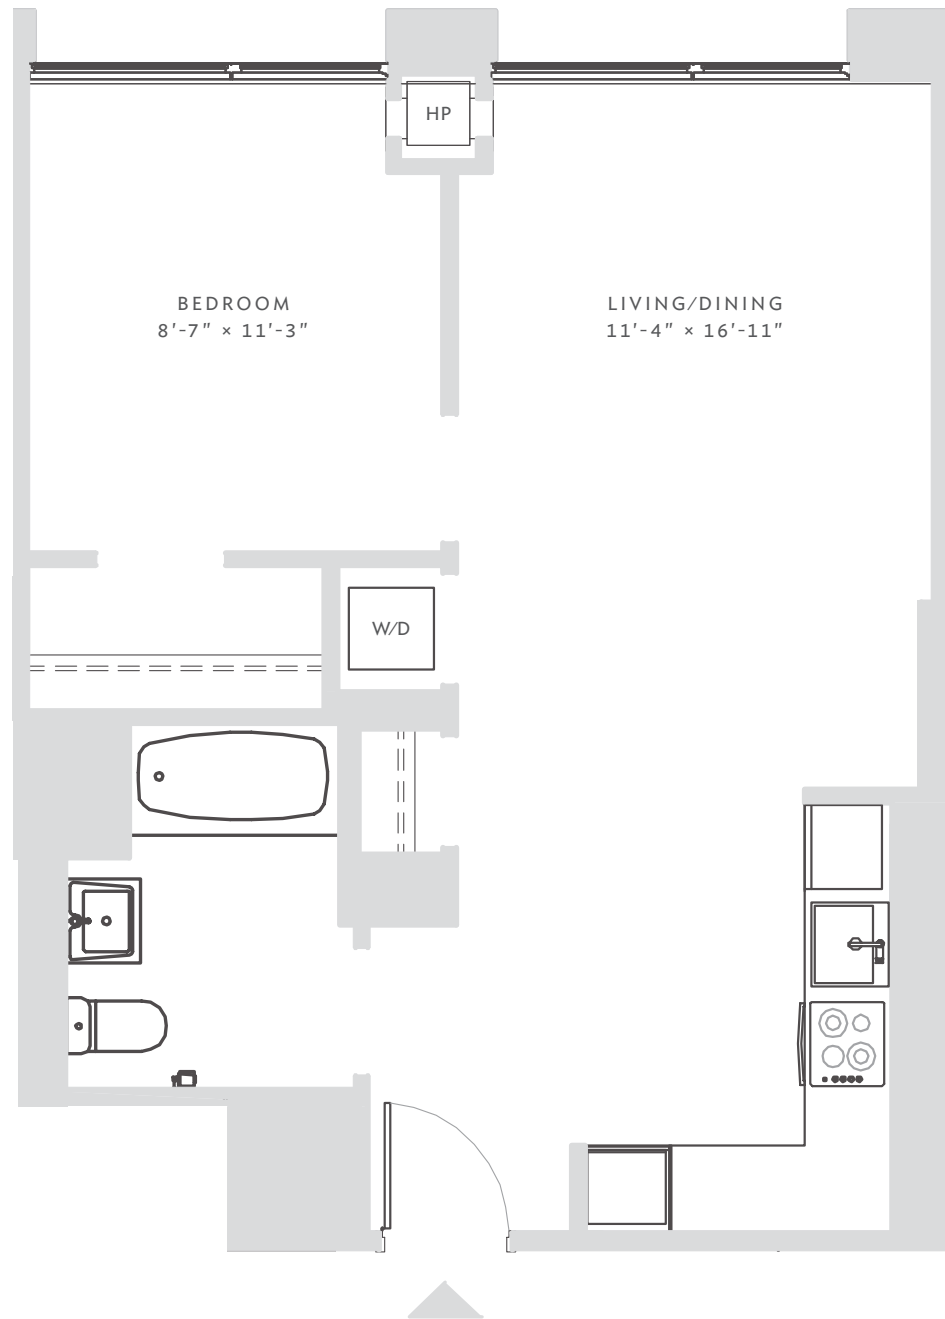 HP
BEDROOM
8'-7" × 11'-3"
LIVING/DINING
11'-4" × 16'-11"
W/D